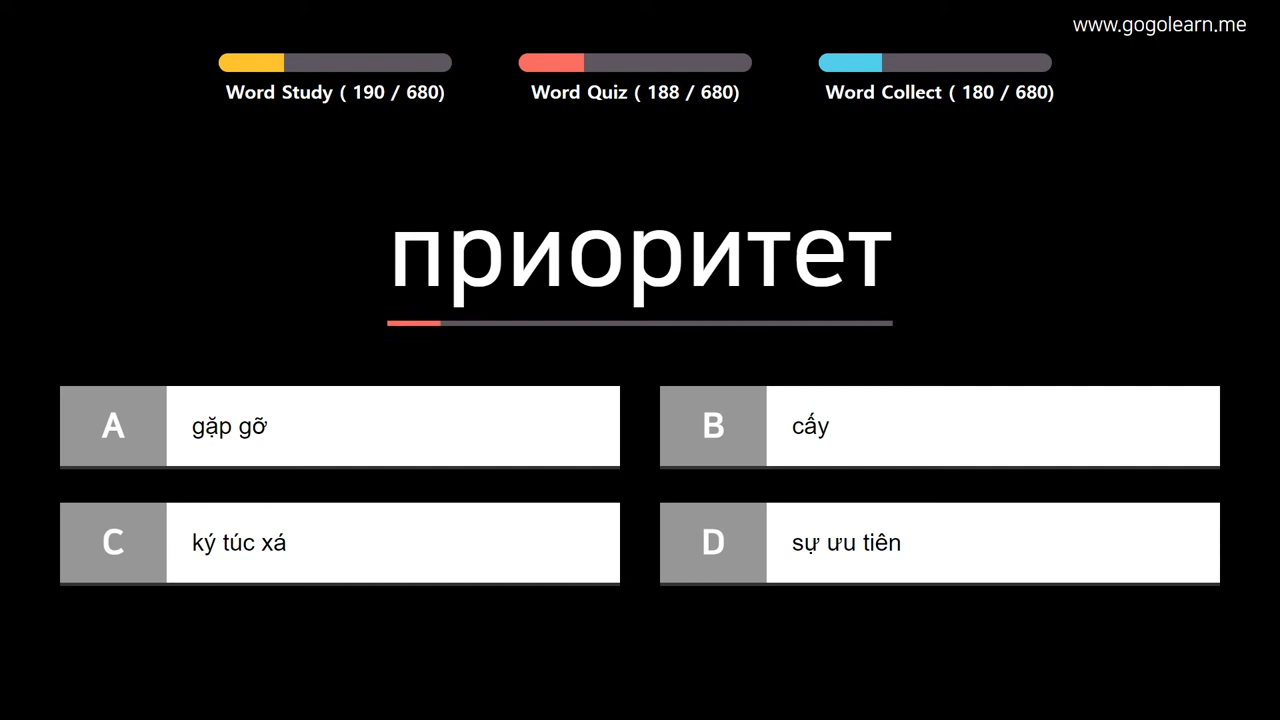 www.gogolearn.me
Word Study ( 190 / 680)
Word Quiz ( 188 / 680)
Word Collect ( 180 / 680)
приоритет
A gặp gỡ
B cấy
C ký túc xá
D sự ưu tiên